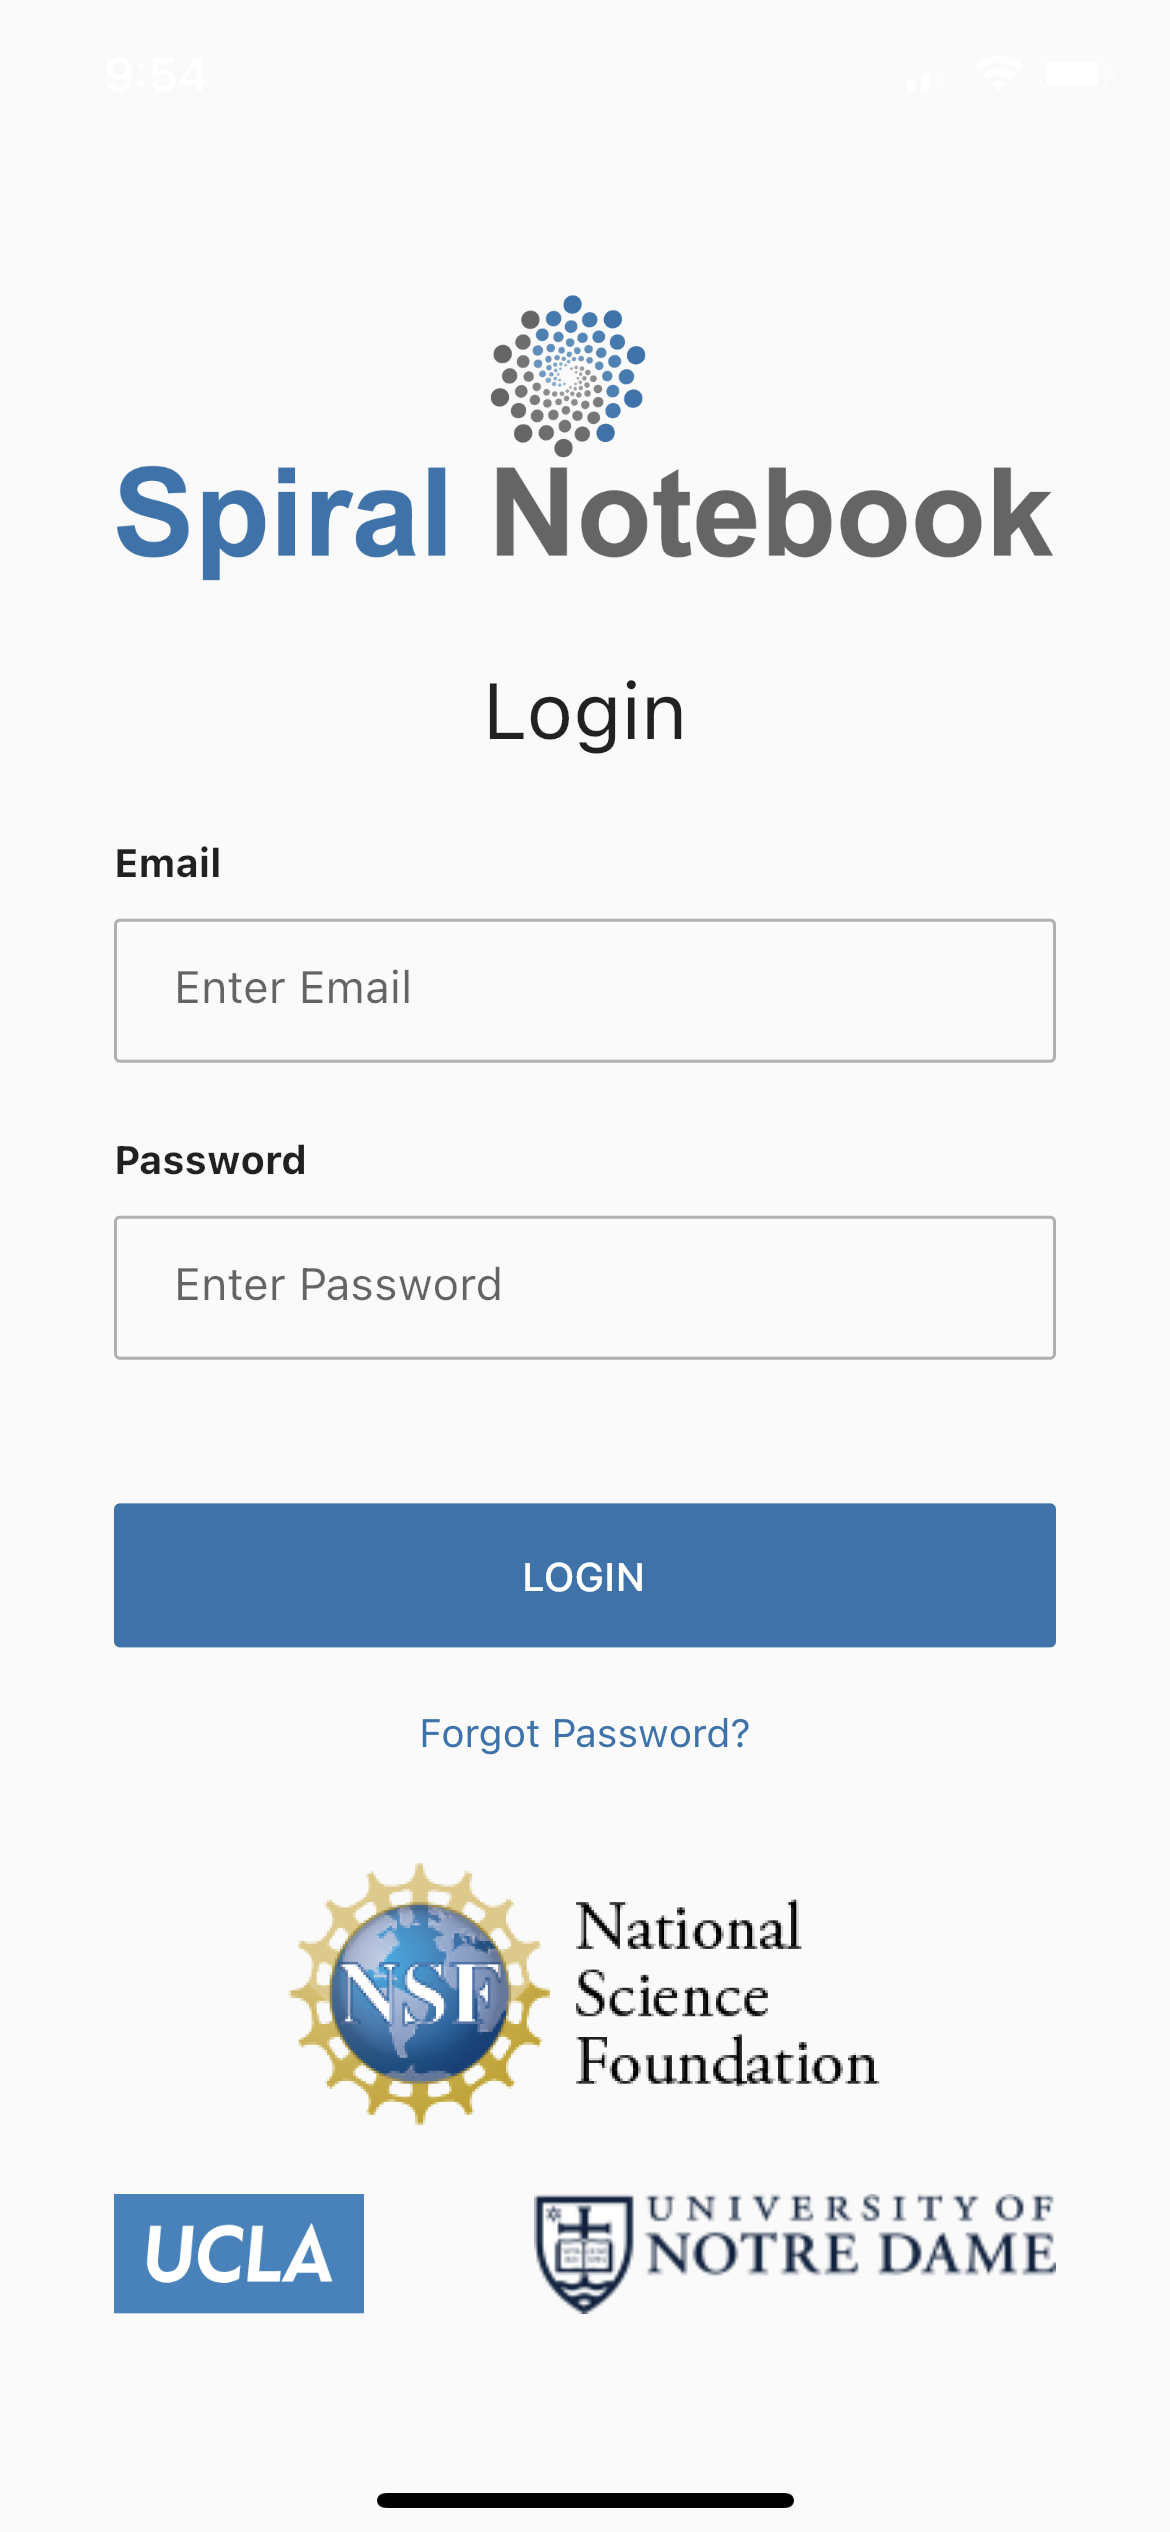 9:54
Spiral Notebook
Login
Email
Enter Email
Password
Enter Password
LOGIN
Forgot Password?
NSF
National
Science
Foundation
UCLA
UNIVERSITY OF
NOTRE DAME